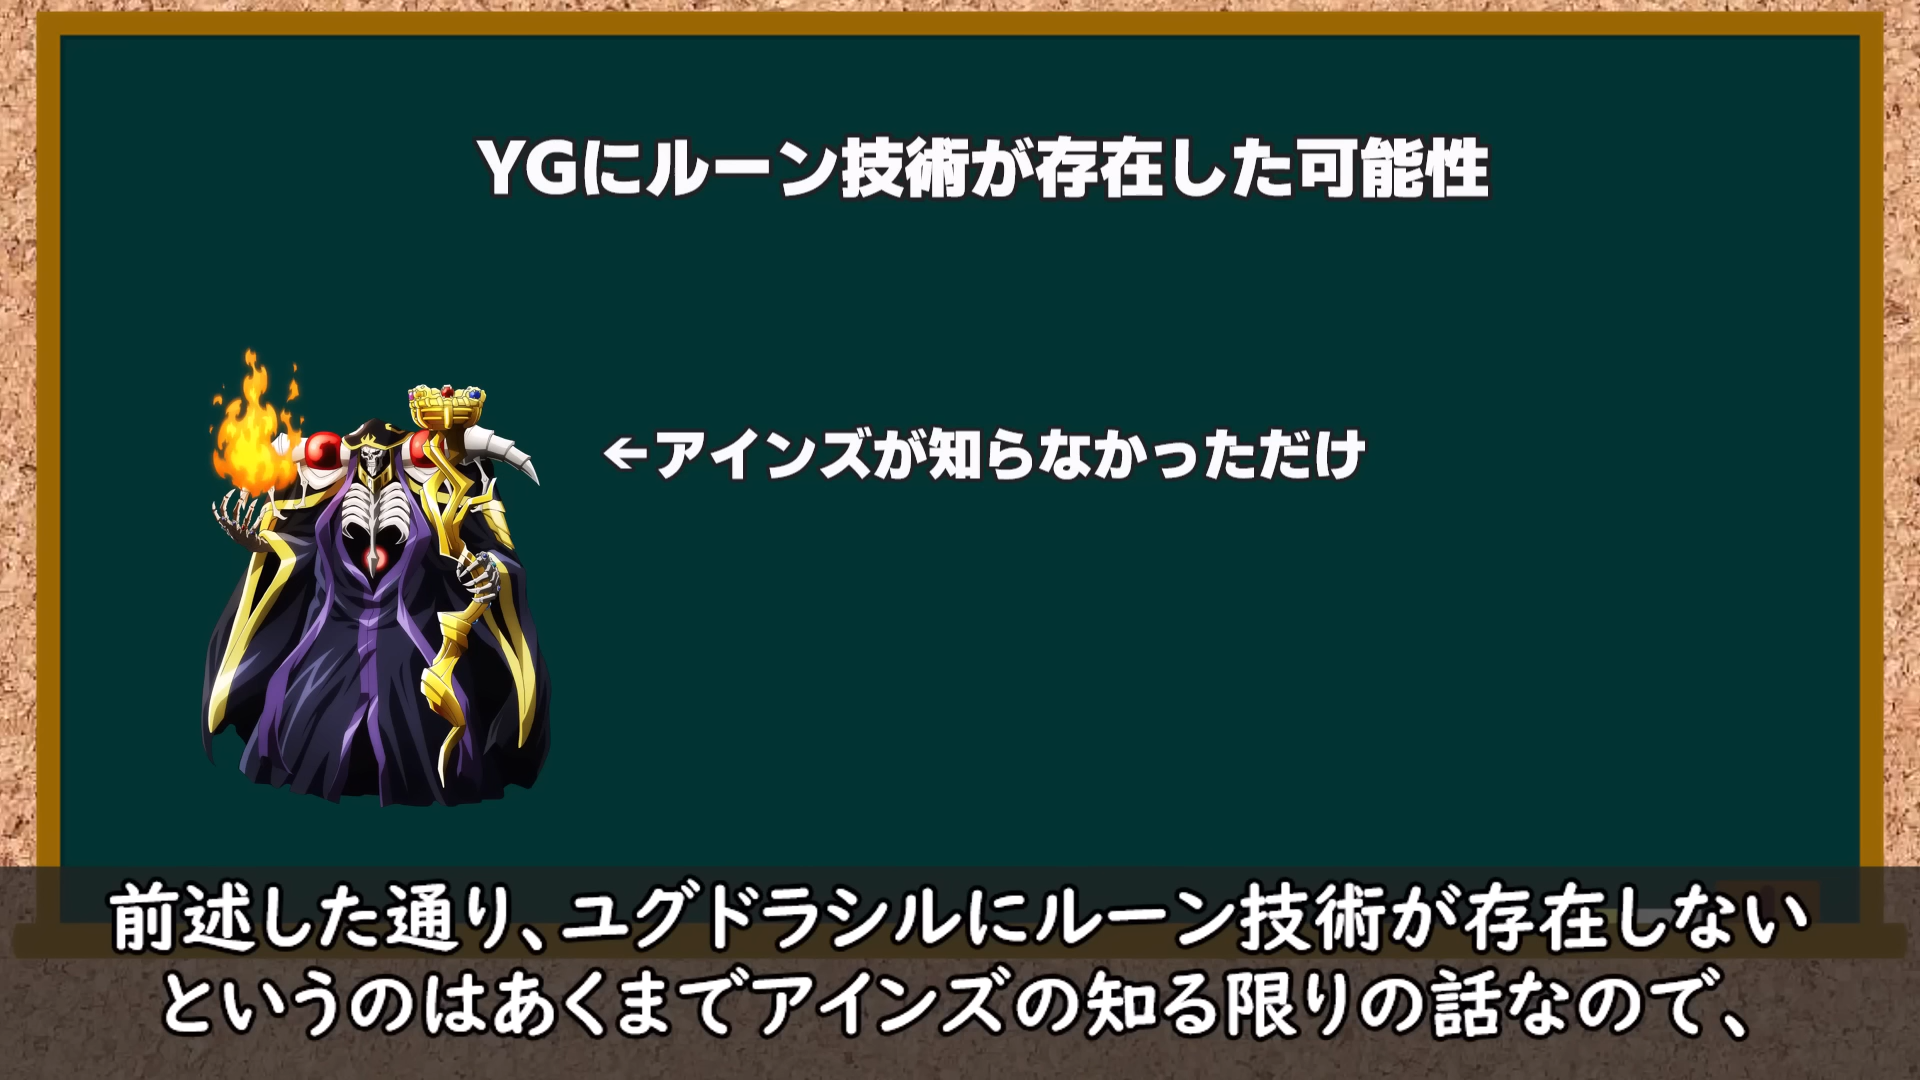 YGにルーン技術が存在した可能性
←アインズが知らなかっただけ
前述した通り、ユグドラシルにルーン技術が存在しない
というのはあくまでアインズの知る限りの話なので、